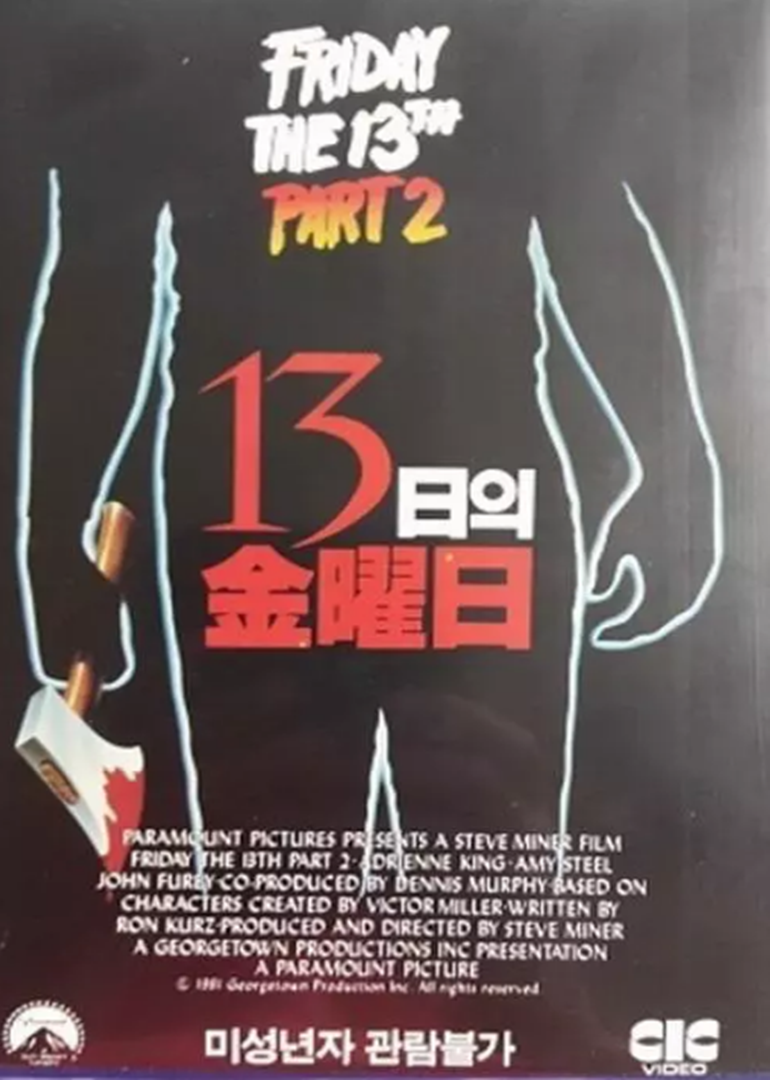 FRIDAY
THE 13TH
PART 2
13日의
金曜日
PARAMOUNT PICTURES PRESENTS A STEVE MINER FILM
FRIDAY THE 13TH PART 2·ADRIENNE KING·AMY STEEL
JOHN FUREY·CO-PRODUCED BY DENNIS MURPHY·BASED ON
CHARACTERS CREATED BY VICTOR MILLER·WRITTEN BY
RON KURZ·PRODUCED AND DIRECTED BY STEVE MINER
A GEORGETOWN PRODUCTIONS INC PRESENTATION
A PARAMOUNT PICTURE
© 1981 Georgetown Production Inc. All rights reserved.
Paramount
미성년자 관람불가
CIC
VIDEO